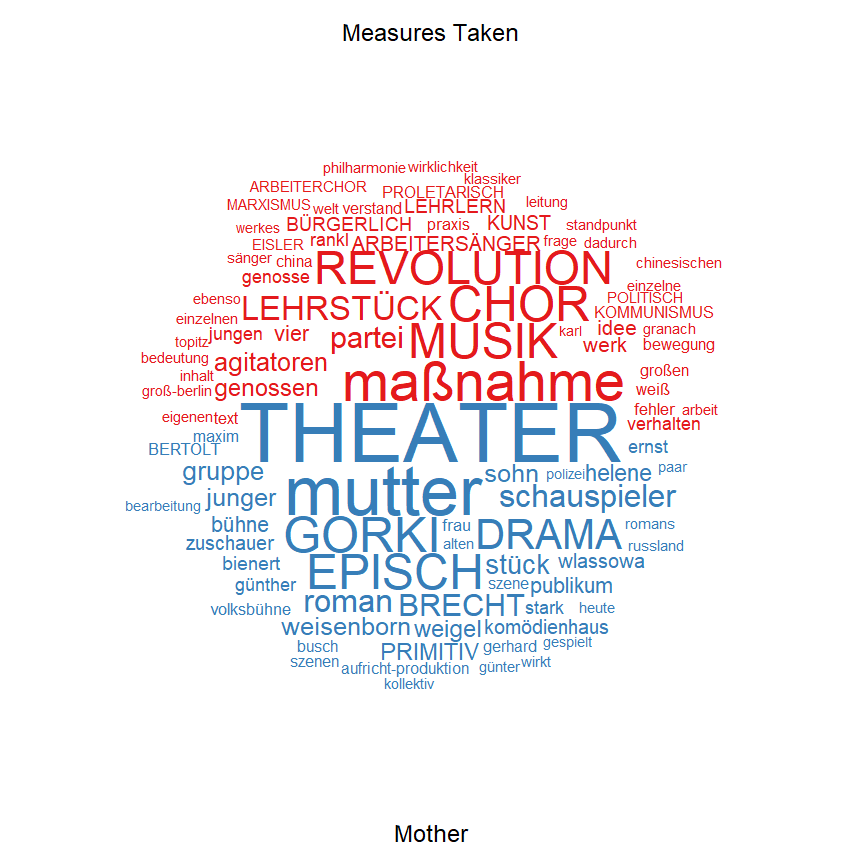 Measures Taken
philharmonie wirklichkeit
klassiker
ARBEITERCHOR PROLETARISCH
MARXISMUS welt verstand LEHRLERN leitung
werkes BÜRGERLICH praxis KUNST standpunkt
EISLER rankl ARBEITERSÄNGER frage dadurch
sänger china REVOLUTION chinesischen
genosse einzelne
ebenso LEHRSTÜCK CHOR POLITISCH
einzelnen KOMMUNISMUS
jungen vier partei MUSIK karl idee granach
topitz werk bewegung
bedeutung agitatoren
inhalt maßnahme großen
groß-berlin genossen weiß
eigenen text THEATER fehler arbeit
maxim verhalten
BERTOLT ernst
gruppe mutter sohn polizei helene paar
bearbeitung junger schauspieler
bühne GORKI frau DRAMA romans
zuschauer alten russland
bienert EPISCH stück wlassowa
günther szene publikum
volksbühne roman BRECHT stark heute
weisenborn weigel komödienhaus
busch PRIMITIV gerhard gespielt
szenen aufricht-produktion günter wirkt
kollektiv
Mother